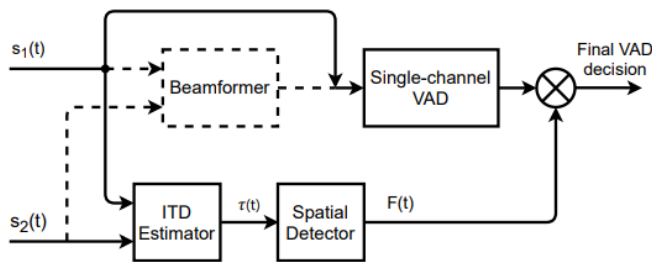 s₁(t)
Beamformer
Single-channel
VAD
Final VAD
decision
s₂(t)
ITD
Estimator
τ(t)
Spatial
Detector
F(t)